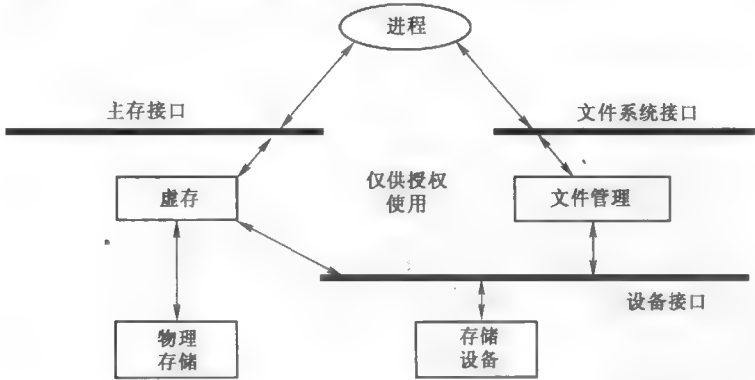 进程
主存接口
文件系统接口
虚存
仅供授权
使用
文件管理
设备接口
物理
存储
存储
设备